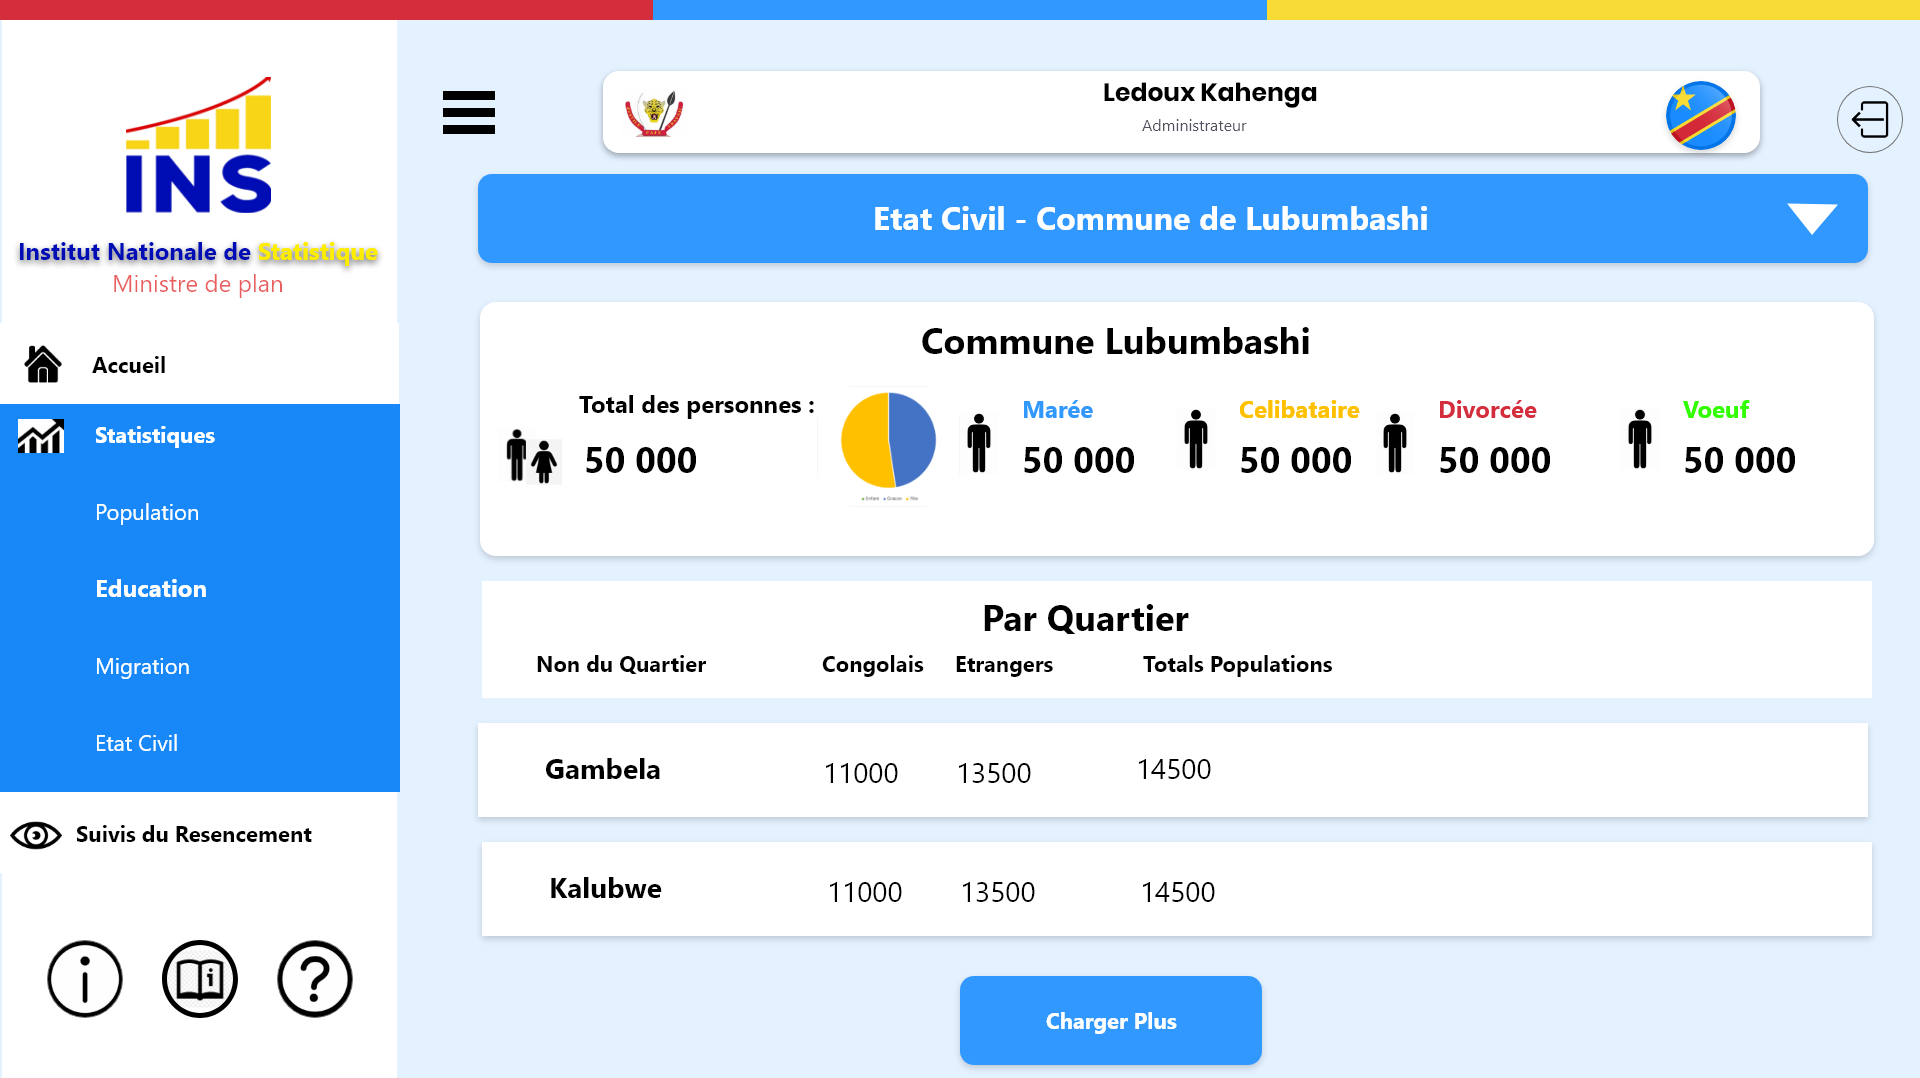 INS
Institut Nationale de Statistique
Ministre de plan
Accueil
Statistiques
Population
Education
Migration
Etat Civil
Suivis du Resencement
Ledoux Kahenga
Administrateur
Etat Civil - Commune de Lubumbashi
Commune Lubumbashi
Total des personnes :
50 000
Marée
50 000
Celibataire
50 000
Divorcée
50 000
Voeuf
50 000
Par Quartier
Non du Quartier Congolais Etrangers Totals Populations
Gambela 11000 13500 14500
Kalubwe 11000 13500 14500
Charger Plus